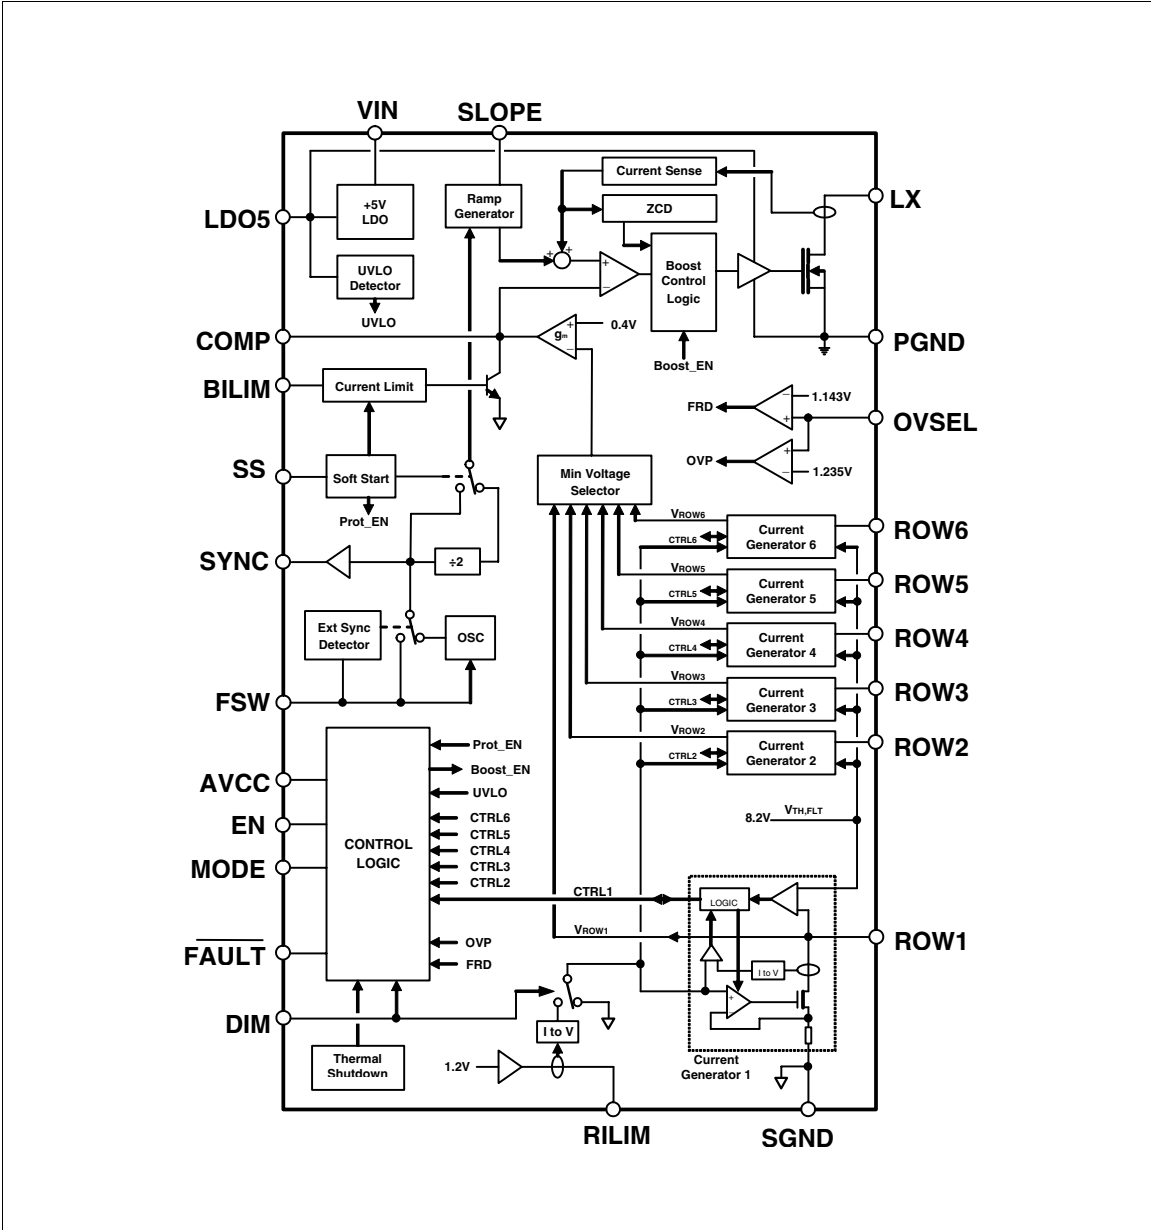 VIN
SLOPE
LDO5
+5V
LDO
Ramp
Generator
Current Sense
ZCD
LX
UVLO
Detector
UVLO
+
+
+
−
Boost
Control
Logic
Boost_EN
COMP
gm
+
−
0.4V
PGND
BILIM
Current Limit
FRD
−
+
1.143V
OVSEL
OVP
+
−
1.235V
SS
Soft Start
Prot_EN
Min Voltage
Selector
SYNC
÷2
VROW6
CTRL6
Current
Generator 6
ROW6
VROW5
CTRL5
Current
Generator 5
ROW5
Ext Sync
Detector
OSC
VROW4
CTRL4
Current
Generator 4
ROW4
FSW
VROW3
CTRL3
Current
Generator 3
ROW3
VROW2
CTRL2
Current
Generator 2
ROW2
AVCC
EN
MODE
FAULT
CONTROL
LOGIC
Prot_EN
Boost_EN
UVLO
CTRL6
CTRL5
CTRL4
CTRL3
CTRL2
CTRL1
OVP
FRD
8.2V
VTH,FLT
LOGIC
VROW1
ROW1
I to V
+
−
Current
Generator 1
DIM
Thermal
Shutdown
I to V
1.2V
RILIM
SGND